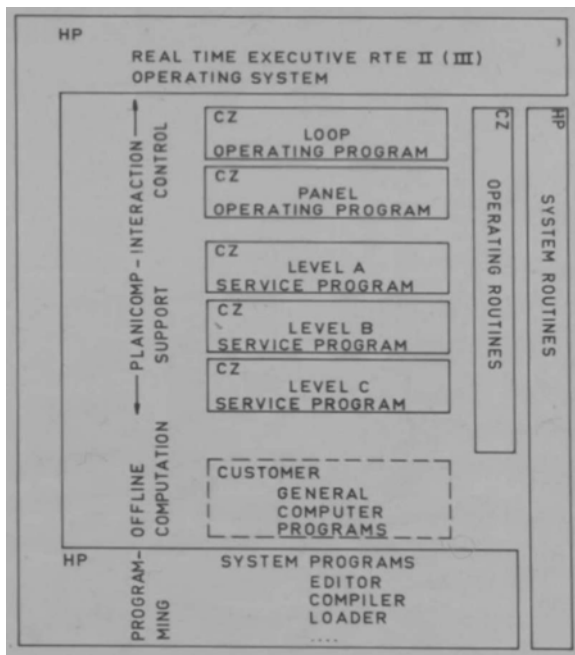 HP
REAL TIME EXECUTIVE RTE II (III)
OPERATING SYSTEM
PLANICOMP-INTERACTION
CONTROL
SUPPORT
CZ
LOOP
OPERATING PROGRAM
CZ
PANEL
OPERATING PROGRAM
CZ
LEVEL A
SERVICE PROGRAM
CZ
LEVEL B
SERVICE PROGRAM
CZ
LEVEL C
SERVICE PROGRAM
CZ
OPERATING ROUTINES
HP
SYSTEM ROUTINES
OFFLINE
COMPUTATION
CUSTOMER
GENERAL
COMPUTER
PROGRAMS
HP
PROGRAM-
MING
SYSTEM PROGRAMS
EDITOR
COMPILER
LOADER
....